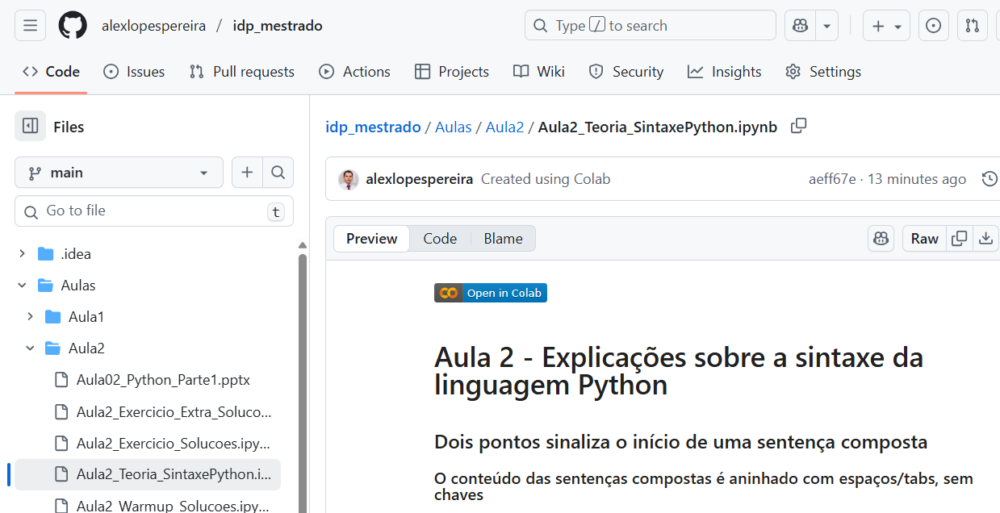 alexlopespereira / idp_mestrado
Type / to search
Code
Issues
Pull requests
Actions
Projects
Wiki
Security
Insights
Settings
Files
main
Go to file
t
.idea
Aulas
Aula1
Aula2
Aula02_Python_Parte1.pptx
Aula2_Exercicio_Extra_Soluco...
Aula2_Exercicio_Solucoes.ipy...
Aula2_Teoria_SintaxePython.i...
Aula2_Warmup_Solucoes.ipy...
idp_mestrado / Aulas / Aula2 / Aula2_Teoria_SintaxePython.ipynb
alexlopespereira Created using Colab
aeff67e · 13 minutes ago
Preview
Code
Blame
Raw
Open in Colab
Aula 2 - Explicações sobre a sintaxe da
linguagem Python
Dois pontos sinaliza o início de uma sentença composta
O conteúdo das sentenças compostas é aninhado com espaços/tabs, sem
chaves